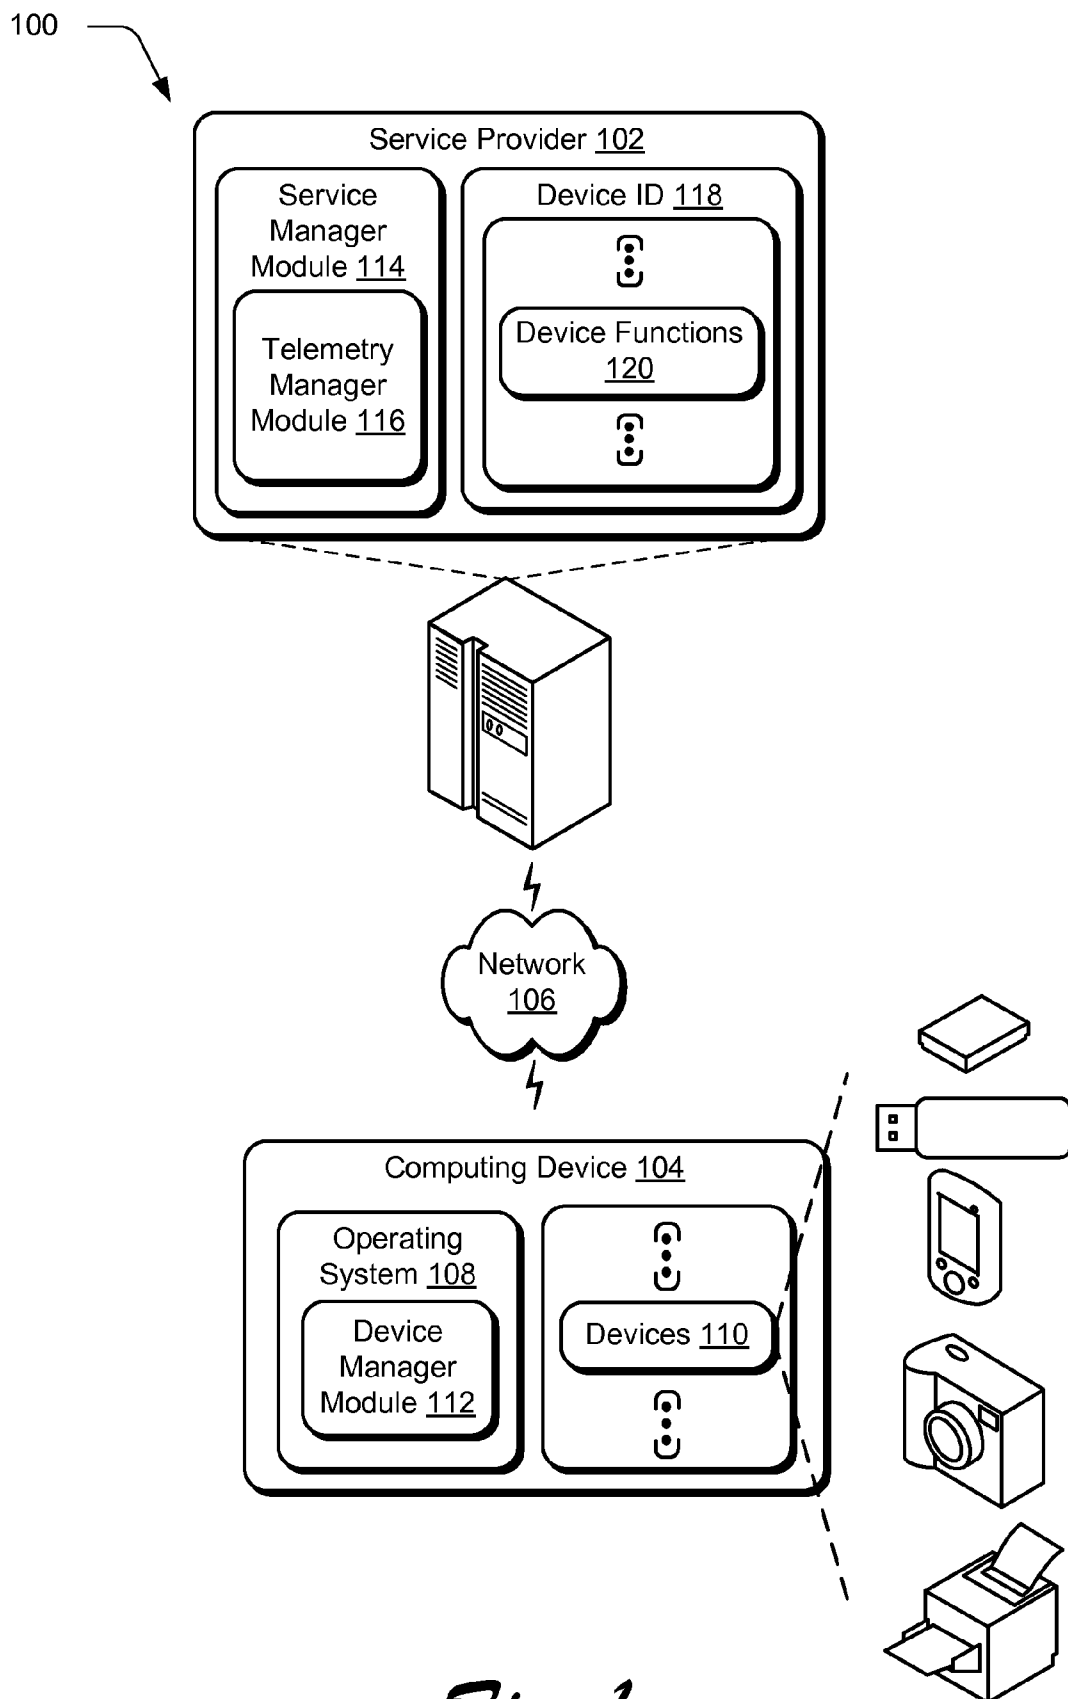 100
Service Provider 102
Service
Manager
Module 114
Telemetry
Manager
Module 116
Device ID 118
Device Functions
120
Network
106
Computing Device 104
Operating
System 108
Device
Manager
Module 112
Devices 110